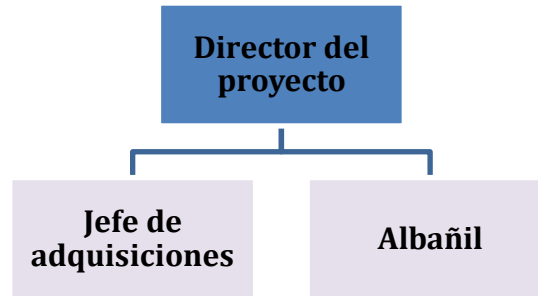 Director del
proyecto
Jefe de
adquisiciones
Albañil